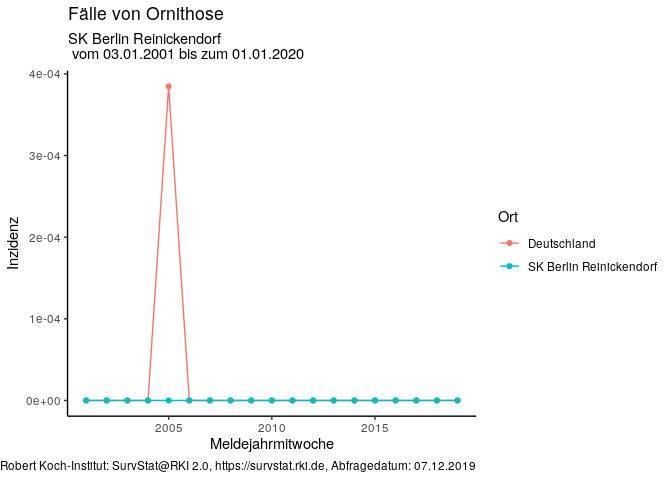 Fälle von Ornithose
SK Berlin Reinickendorf
vom 03.01.2001 bis zum 01.01.2020
4e-04
3e-04
2e-04
1e-04
0e+00
Inzidenz
2005
2010
2015
Meldejahrmitwoche
Ort
Deutschland
SK Berlin Reinickendorf
Robert Koch-Institut: SurvStat@RKI 2.0, https://survstat.rki.de, Abfragedatum: 07.12.2019